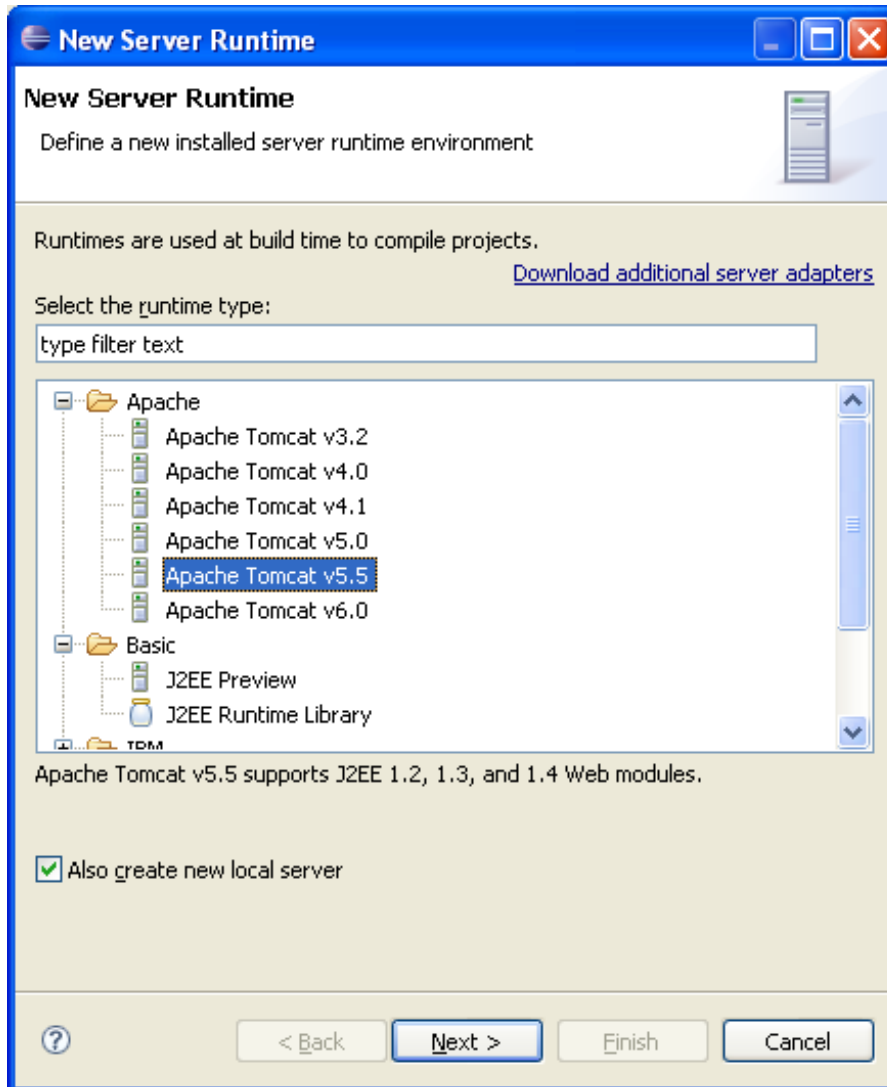 New Server Runtime
New Server Runtime
Define a new installed server runtime environment
Runtimes are used at build time to compile projects.
Download additional server adapters
Select the runtime type:
type filter text
Apache
Apache Tomcat v3.2
Apache Tomcat v4.0
Apache Tomcat v4.1
Apache Tomcat v5.0
Apache Tomcat v5.5
Apache Tomcat v6.0
Basic
J2EE Preview
J2EE Runtime Library
IBM
Apache Tomcat v5.5 supports J2EE 1.2, 1.3, and 1.4 Web modules.
Also create new local server
? < Back Next > Finish Cancel